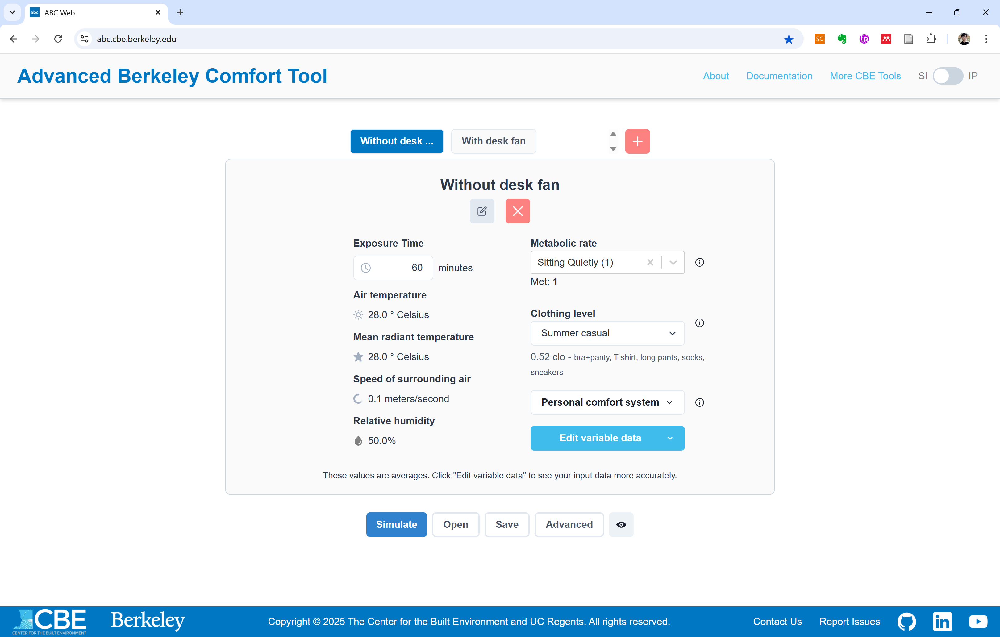 abc ABC Web
abc.cbe.berkeley.edu
SC
Advanced Berkeley Comfort Tool
About Documentation More CBE Tools SI IP
Without desk ... With desk fan
Without desk fan
Exposure Time
60 minutes
Air temperature
28.0 ° Celsius
Mean radiant temperature
28.0 ° Celsius
Speed of surrounding air
0.1 meters/second
Relative humidity
50.0%
Metabolic rate
Sitting Quietly (1)
Met: 1
Clothing level
Summer casual
0.52 clo - bra+panty, T-shirt, long pants, socks,
sneakers
Personal comfort system
Edit variable data
These values are averages. Click "Edit variable data" to see your input data more accurately.
Simulate Open Save Advanced
CBE
CENTER FOR THE BUILT ENVIRONMENT
Berkeley
Copyright © 2025 The Center for the Built Environment and UC Regents. All rights reserved.
Contact Us Report Issues
in